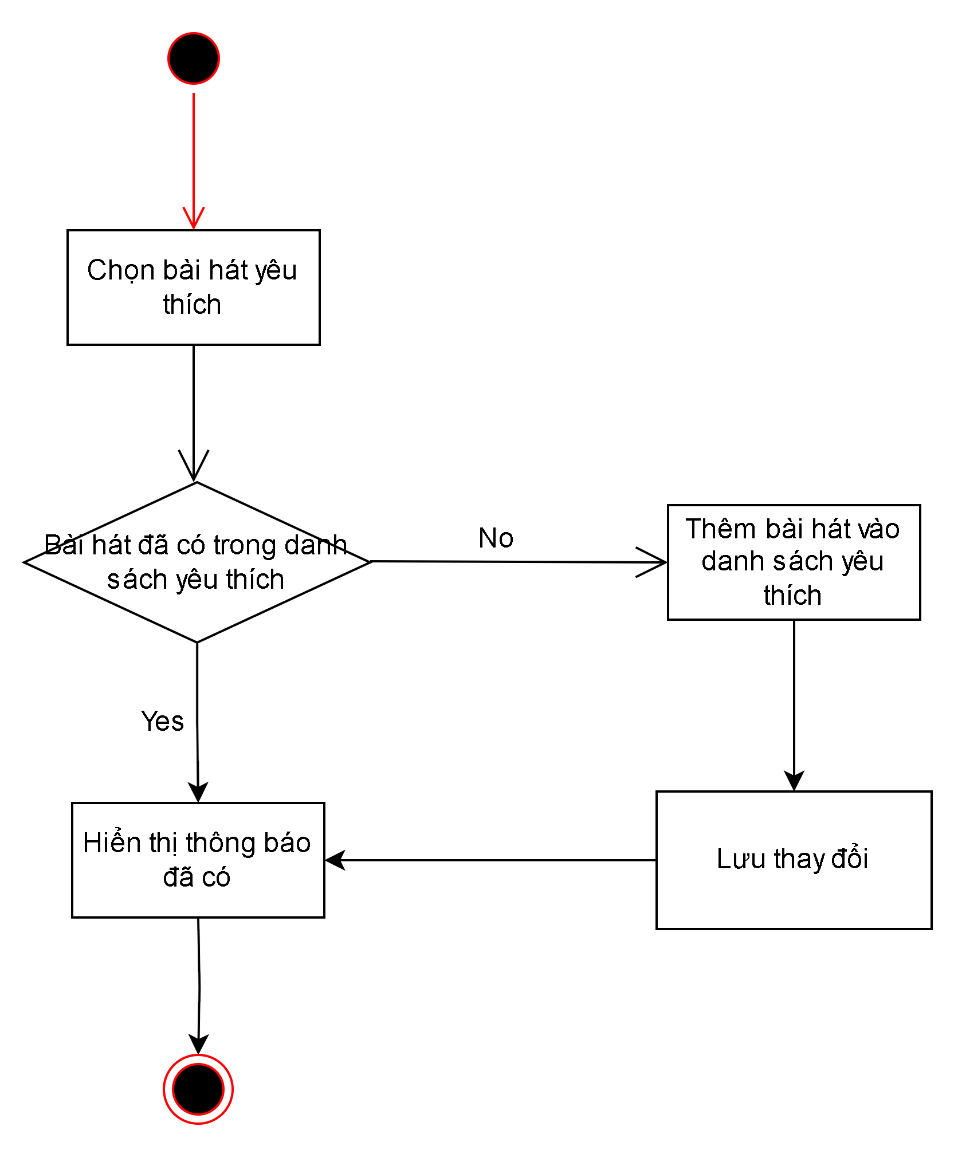 Chọn bài hát yêu
thích
Bài hát đã có trong danh
sách yêu thích
No
Thêm bài hát vào
danh sách yêu
thích
Yes
Hiển thị thông báo
đã có
Lưu thay đổi